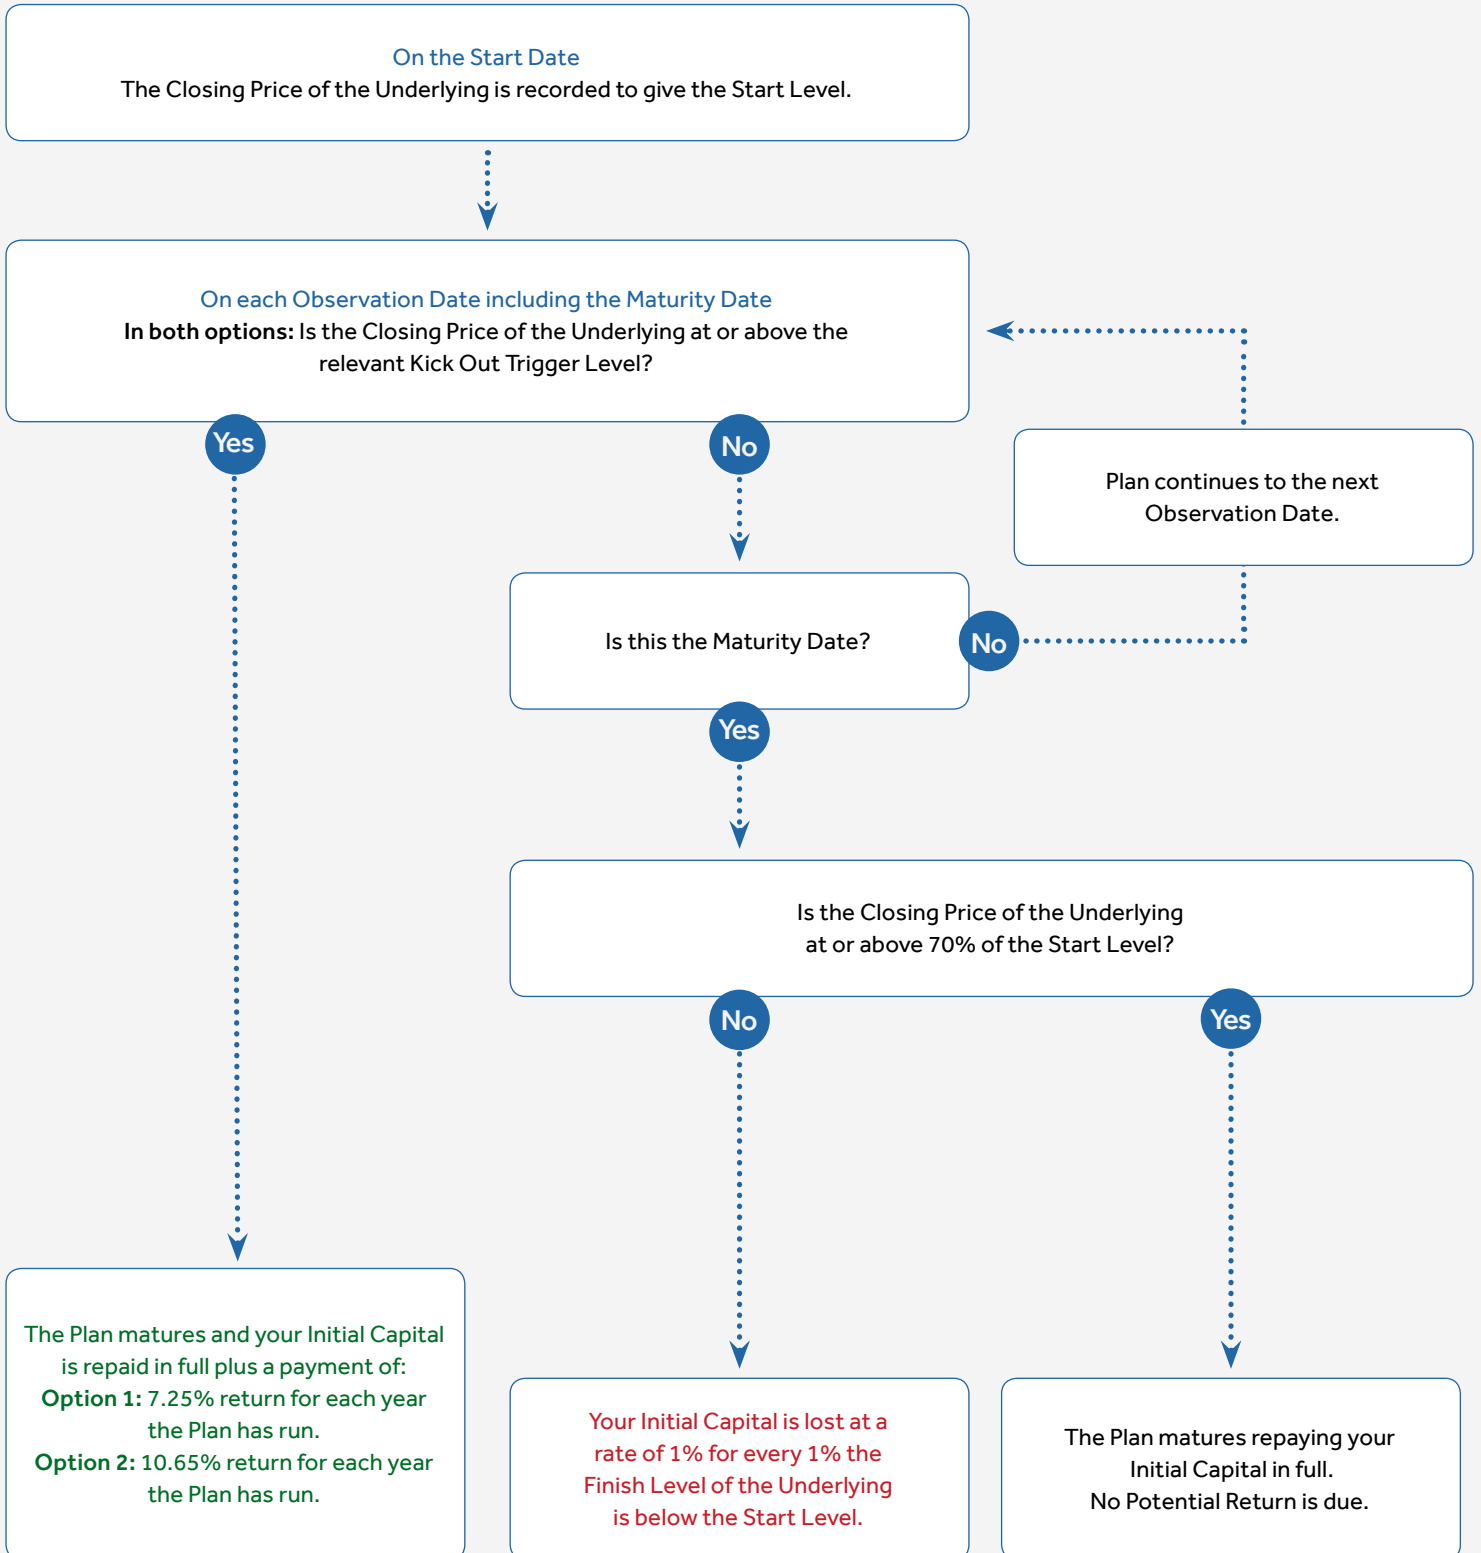 On the Start Date
The Closing Price of the Underlying is recorded to give the Start Level.
On each Observation Date including the Maturity Date
In both options: Is the Closing Price of the Underlying at or above the
relevant Kick Out Trigger Level?
Yes
No
Plan continues to the next
Observation Date.
Is this the Maturity Date?
No
Yes
Is the Closing Price of the Underlying
at or above 70% of the Start Level?
No
Yes
The Plan matures and your Initial Capital
is repaid in full plus a payment of:
Option 1: 7.25% return for each year
the Plan has run.
Option 2: 10.65% return for each year
the Plan has run.
Your Initial Capital is lost at a
rate of 1% for every 1% the
Finish Level of the Underlying
is below the Start Level.
The Plan matures repaying your
Initial Capital in full.
No Potential Return is due.